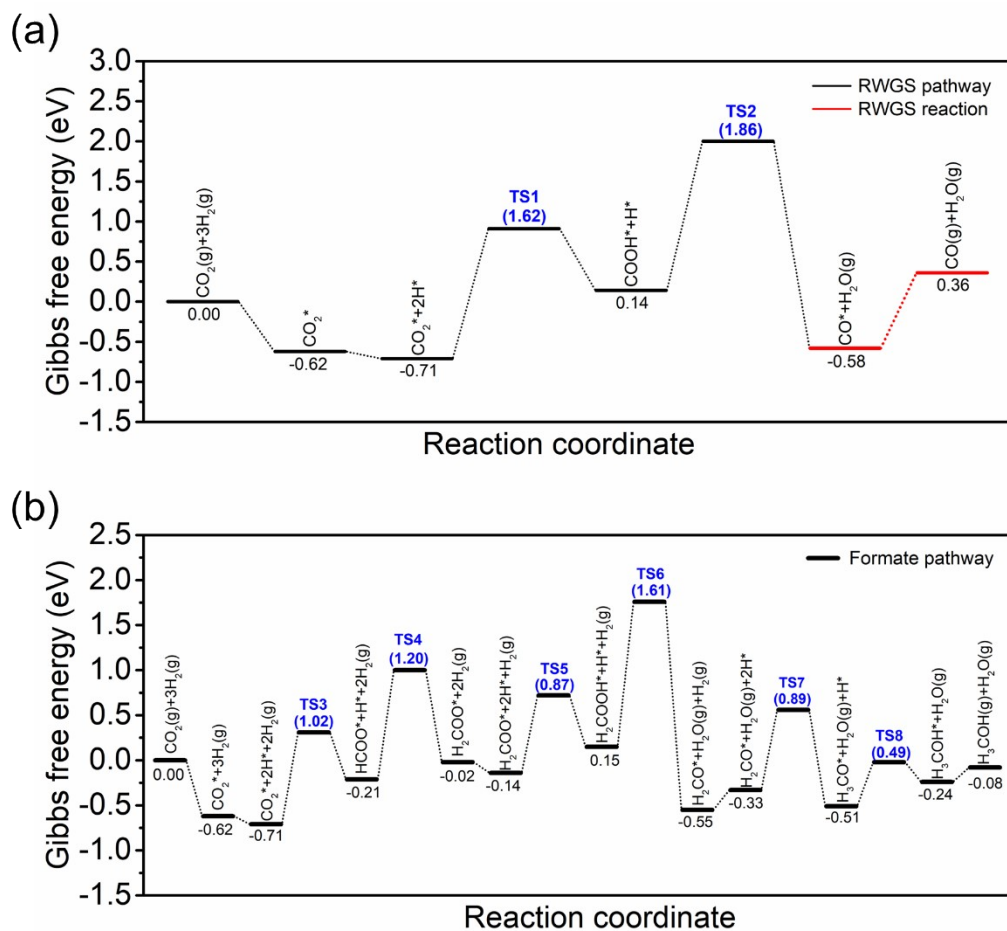 (a)
3.0
2.5
2.0
1.5
1.0
0.5
0.0
-0.5
-1.0
-1.5
Gibbs free energy (eV)
RWGS pathway
RWGS reaction
CO₂(g)+3H₂(g)
0.00
CO₂*
-0.62
CO₂*+2H*
-0.71
TS1
(1.62)
COOH*+H*
0.14
TS2
(1.86)
CO*+H₂O(g)
-0.58
CO(g)+H₂O(g)
0.36
Reaction coordinate
(b)
2.5
2.0
1.5
1.0
0.5
0.0
-0.5
-1.0
-1.5
Gibbs free energy (eV)
Formate pathway
CO₂(g)+3H₂(g)
0.00
CO₂*+3H₂(g)
-0.62
CO₂*+2H*+2H₂(g)
-0.71
TS3
(1.02)
HCOO*+H*+2H₂(g)
-0.21
TS4
(1.20)
H₂COO*+2H₂(g)
-0.02
H₂COO*+2H*+H₂(g)
-0.14
TS5
(0.87)
H₂COOH*+H*+H₂(g)
0.15
TS6
(1.61)
H₂CO*+H₂O(g)+H₂(g)
-0.55
H₂CO*+H₂O(g)+2H*
-0.33
TS7
(0.89)
H₃CO*+H₂O(g)+H*
-0.51
TS8
(0.49)
H₃COH*+H₂O(g)
-0.24
H₃COH(g)+H₂O(g)
-0.08
Reaction coordinate